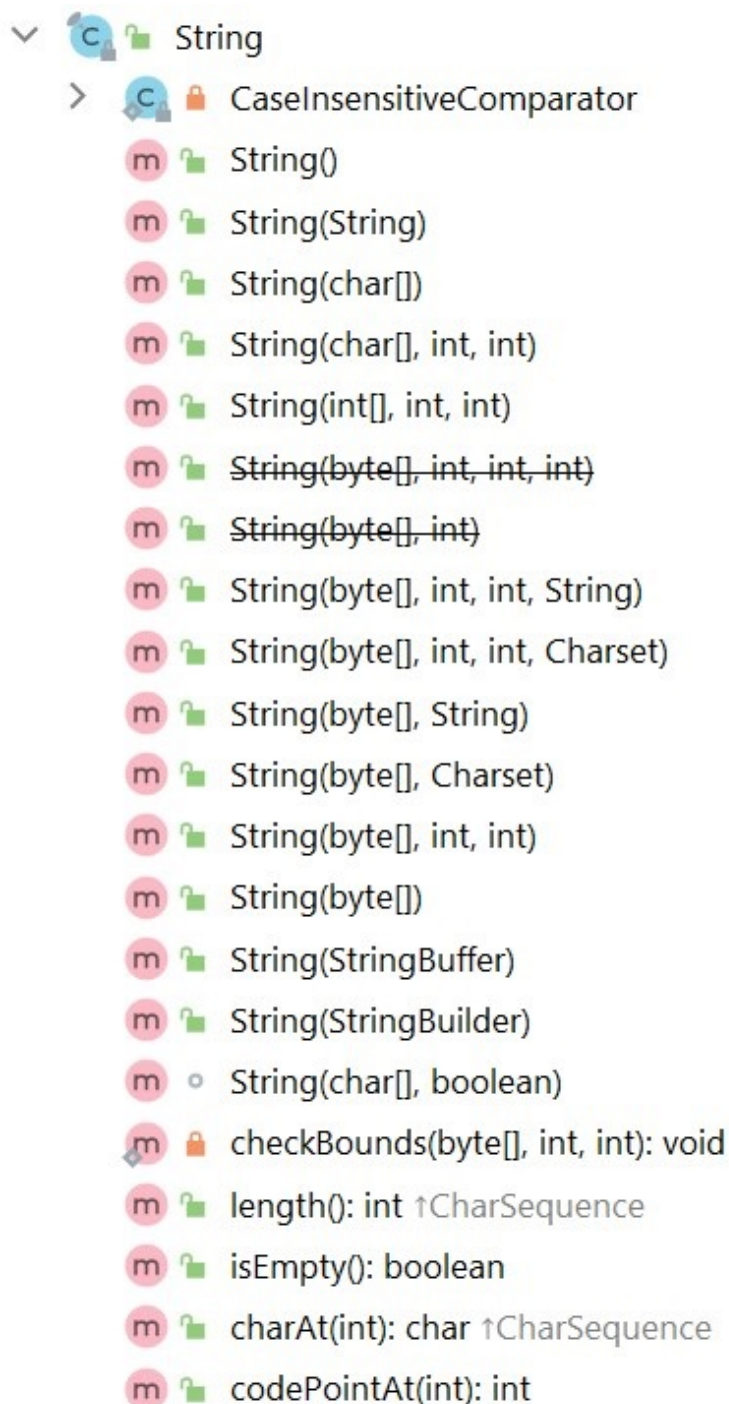 String
CaseInsensitiveComparator
String()
String(String)
String(char[])
String(char[], int, int)
String(int[], int, int)
String(byte[], int, int, int)
String(byte[], int)
String(byte[], int, int, String)
String(byte[], int, int, Charset)
String(byte[], String)
String(byte[], Charset)
String(byte[], int, int)
String(byte[])
String(StringBuffer)
String(StringBuilder)
String(char[], boolean)
checkBounds(byte[], int, int): void
length(): int ↑CharSequence
isEmpty(): boolean
charAt(int): char ↑CharSequence
codePointAt(int): int